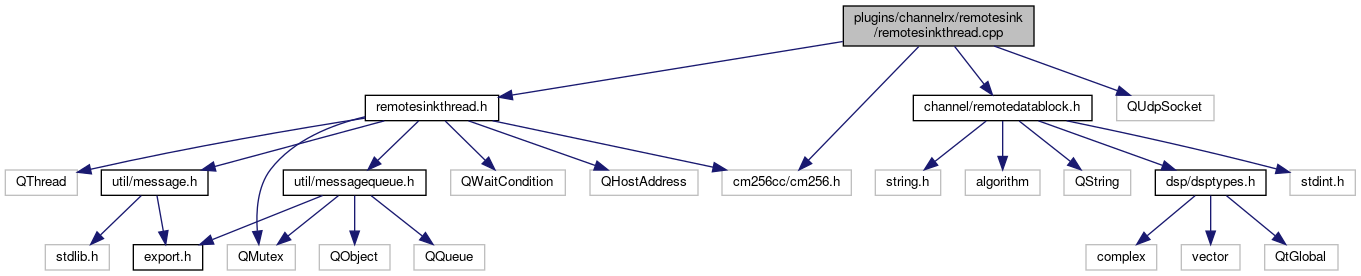 plugins/channelrx/remotesink
/remotesinkthread.cpp
remotesinkthread.h
channel/remotedatablock.h
QUdpSocket
QThread
util/message.h
util/messagequeue.h
QWaitCondition
QHostAddress
cm256cc/cm256.h
string.h
algorithm
QString
dsp/dsptypes.h
stdint.h
stdlib.h
export.h
QMutex
QObject
QQueue
complex
vector
QtGlobal